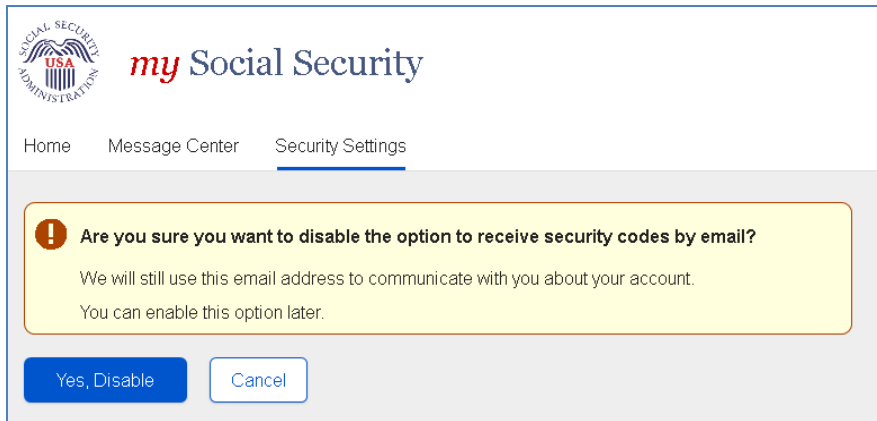 SOCIAL SECURITY ADMINISTRATION
USA
my Social Security
Home Message Center Security Settings
Are you sure you want to disable the option to receive security codes by email?
We will still use this email address to communicate with you about your account.
You can enable this option later.
Yes, Disable Cancel